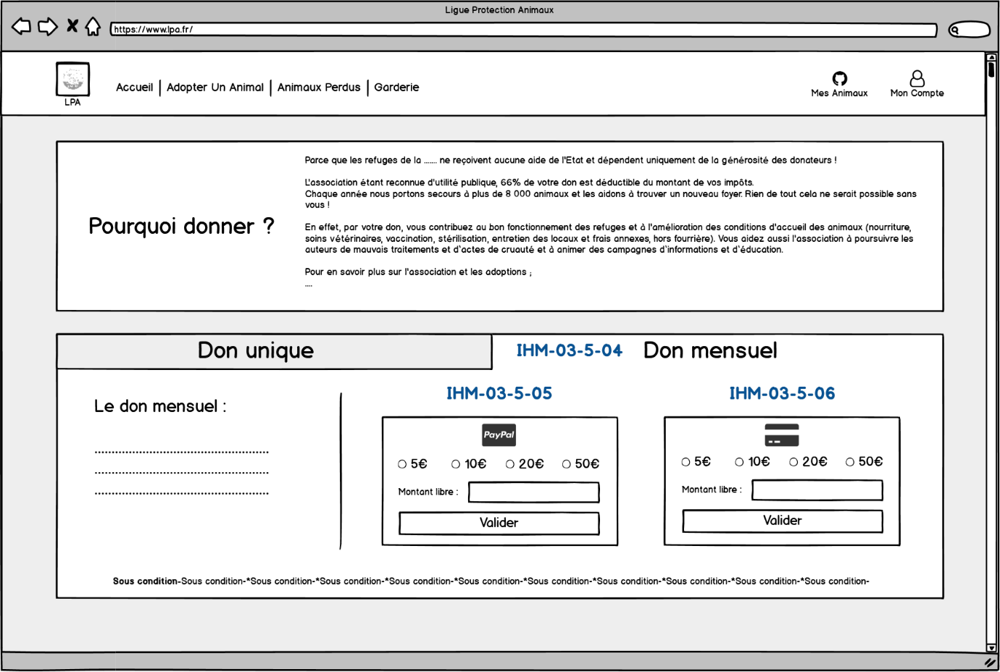 Ligue Protection Animaux
https://www.lpa.fr/
LPA
Accueil
Adopter Un Animal
Animaux Perdus
Garderie
Mes Animaux
Mon Compte
Pourquoi donner ?
Parce que les refuges de la ....... ne reçoivent aucune aide de l'Etat et dépendent uniquement de la générosité des donateurs !
L'association étant reconnue d'utilité publique, 66% de votre don est déductible du montant de vos impôts.
Chaque année nous portons secours à plus de 8 000 animaux et les aidons à trouver un nouveau foyer. Rien de tout cela ne serait possible sans
vous !
En effet, par votre don, vous contribuez au bon fonctionnement des refuges et à l'amélioration des conditions d'accueil des animaux (nourriture,
soins vétérinaires, vaccination, stérilisation, entretien des locaux et frais annexes, hors fourrière). Vous aidez aussi l'association à poursuivre les
auteurs de mauvais traitements et d'actes de cruauté et à animer des campagnes d'informations et d'éducation.
Pour en savoir plus sur l'association et les adoptions ;
....
Don unique
IHM-03-5-04
Don mensuel
Le don mensuel :
...................................................
...................................................
...................................................
IHM-03-5-05
PayPal
5€
10€
20€
50€
Montant libre :
Valider
IHM-03-5-06
5€
10€
20€
50€
Montant libre :
Valider
Sous condition-Sous condition-*Sous condition-*Sous condition-*Sous condition-*Sous condition-*Sous condition-*Sous condition-*Sous condition-*Sous condition-*Sous condition-